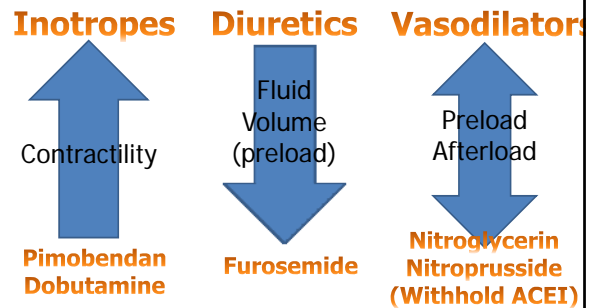 Inotropes
Contractility
Pimobendan
Dobutamine
Diuretics
Fluid
Volume
(preload)
Furosemide
Vasodilators
Preload
Afterload
Nitroglycerin
Nitroprusside
(Withhold ACEI)